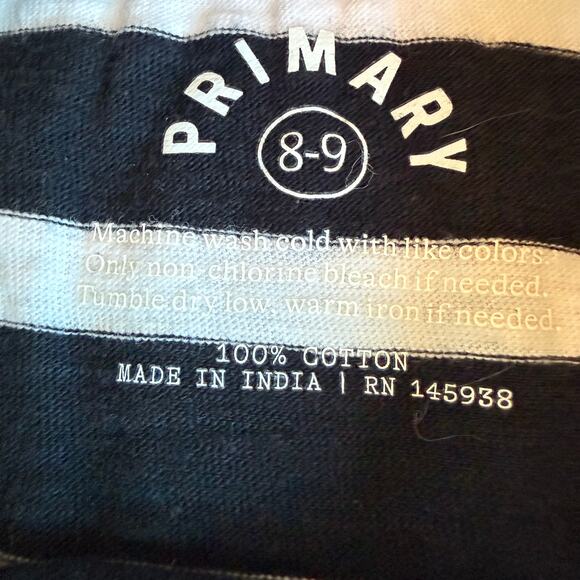 PRIMARY
8-9
Machine wash cold with like colors.
Only non-chlorine bleach if needed.
Tumble dry low, warm iron if needed.
100% COTTON
MADE IN INDIA | RN 145938